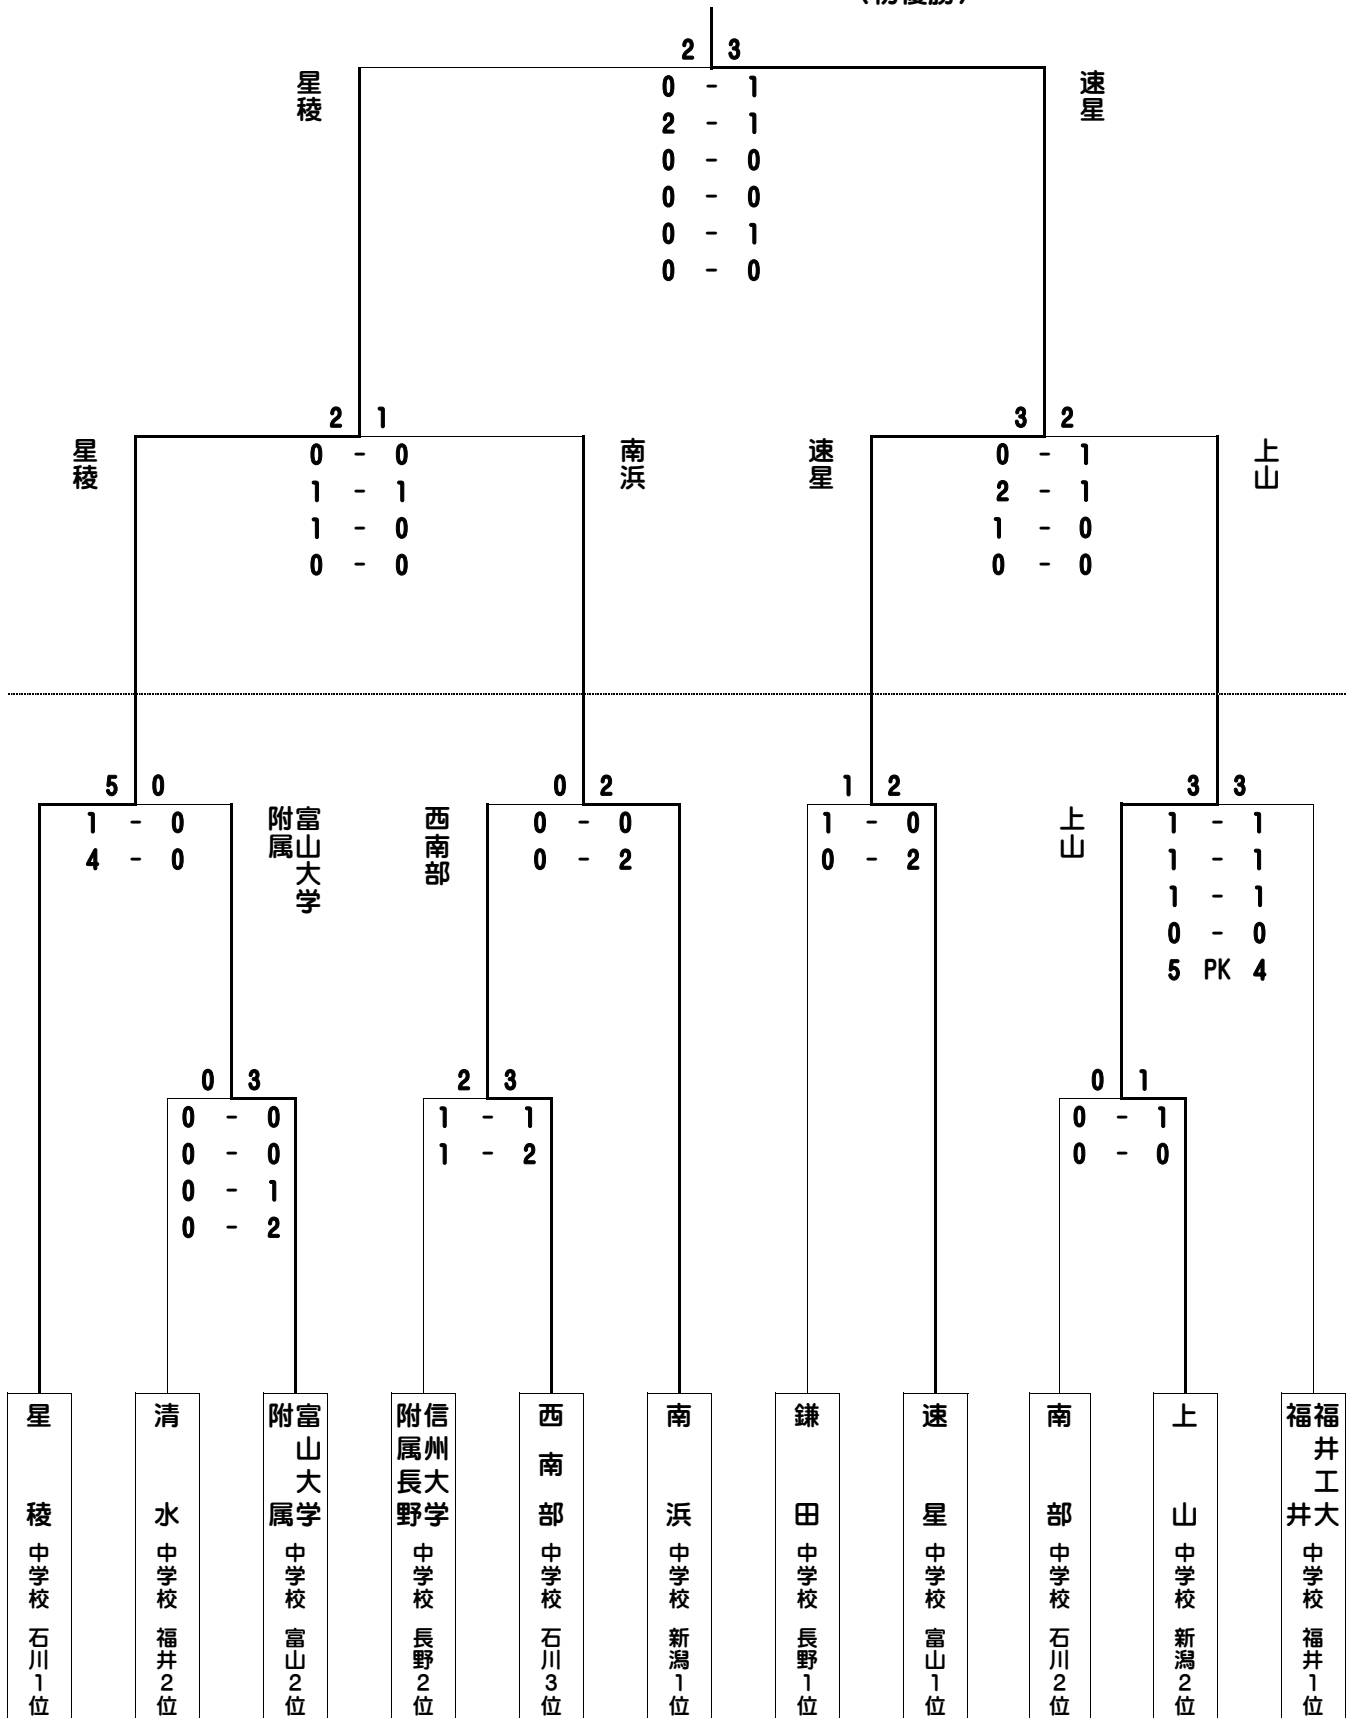 (初優勝)
2 3
星稜
速星
0 - 1
2 - 1
0 - 0
0 - 0
0 - 1
0 - 0
2 1
3 2
星稜
南浜
速星
上山
0 - 0
1 - 1
1 - 0
0 - 0
0 - 1
2 - 1
1 - 0
0 - 0
5 0
0 2
1 2
3 3
富山大学
附属
西南部
上山
1 - 0
4 - 0
0 - 0
0 - 2
1 - 0
0 - 2
1 - 1
1 - 1
1 - 1
0 - 0
5 PK 4
0 3
2 3
0 1
0 - 0
0 - 0
0 - 1
0 - 2
1 - 1
1 - 2
0 - 1
0 - 0
星稜
中学校
石川1位
清水
中学校
福井2位
富山大学
附属
中学校
富山2位
信州大学
附属長野
中学校
長野2位
西南部
中学校
石川3位
南浜
中学校
新潟1位
鎌田
中学校
長野1位
速星
中学校
富山1位
南部
中学校
石川2位
上山
中学校
新潟2位
福井工大
福井
中学校
福井1位